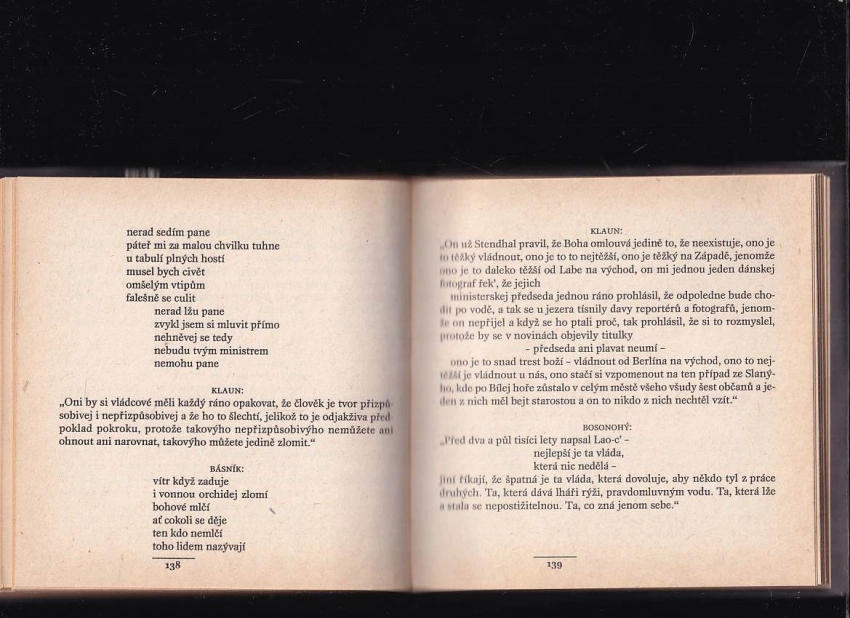 nerad sedím pane
páteř mi za malou chvilku tuhne
u tabulí plných hostí
musel bych civět
omšelým vtipům
falešně se culit
nerad lžu pane
zvykl jsem si mluvit přímo
nehněvej se tedy
nebudu tvým ministrem
nemohu pane
KLAUN:
„Oni by si vládcové měli každý ráno opakovat, že člověk je tvor přizpů-
sobivej i nepřizpůsobivej a že ho to šlechtí, jelikož to je odjakživa před-
poklad pokroku, protože takovýho nepřizpůsobivýho nemůžete ani
ohnout ani narovnat, takovýho můžete jedině zlomit.“
BÁSNÍK:
vítr když zaduje
i vonnou orchidej zlomí
bohové mlčí
ať cokoli se děje
ten kdo nemlčí
toho lidem nazývají
138
KLAUN:
„On už Stendhal pravil, že Boha omlouvá jedině to, že neexistuje, ono je
to těžký vládnout, ono je to to nejtěžší, ono je těžký na Západě, jenomže
ono je to daleko těžší od Labe na východ, on mi jednou jeden dánskej
fotograf řek’, že jejich
ministerskej předseda jednou ráno prohlásil, že odpoledne bude cho-
dit po vodě, a tak se u jezera tísnily davy reportérů a fotografů, jenom-
že on nepřijel a když se ho ptali proč, tak prohlásil, že si to rozmyslel,
protože by se v novinách objevily titulky
– předseda ani plavat neumí –
ono je to snad trest boží – vládnout od Berlína na východ, ono to nej-
těžší je vládnout u nás, ono stačí si vzpomenout na ten případ ze Slaný-
ho, kde po Bílej hoře zůstalo v celým městě všeho všudy šest občanů a je-
den z nich měl bejt starostou a on to nikdo z nich nechtěl vzít.“
BOSONOHÝ:
„Před dva a půl tisíci lety napsal Lao-c’ –
nejlepší je ta vláda,
která nic nedělá –
jiní říkají, že špatná je ta vláda, která dovoluje, aby někdo tyl z práce
druhých. Ta, která dává lháři rýži, pravdomluvným vodu. Ta, která lže
a stala se nepostižitelnou. Ta, co zná jenom sebe.“
139